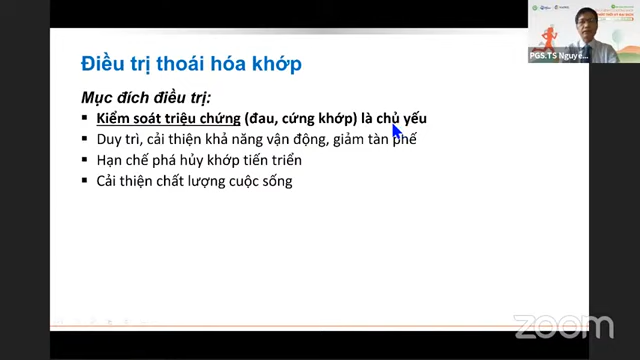 Điều trị thoái hóa khớp
Mục đích điều trị:
▪ Kiểm soát triệu chứng (đau, cứng khớp) là chủ yếu
▪ Duy trì, cải thiện khả năng vận động, giảm tàn phế
▪ Hạn chế phá hủy khớp tiến triển
▪ Cải thiện chất lượng cuộc sống
PGS.TS Nguye...
zoom